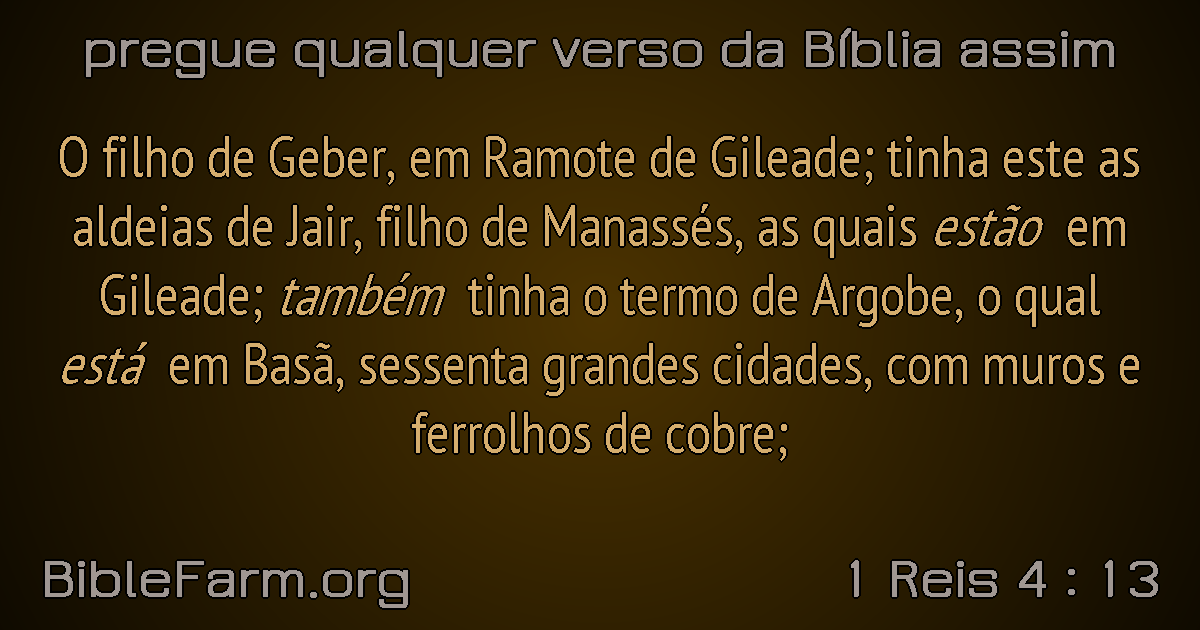 pregue qualquer verso da Bíblia assim
O filho de Geber, em Ramote de Gileade; tinha este as
aldeias de Jair, filho de Manassés, as quais estão em
Gileade; também tinha o termo de Argobe, o qual
está em Basã, sessenta grandes cidades, com muros e
ferrolhos de cobre;
BibleFarm.org
1 Reis 4 : 13